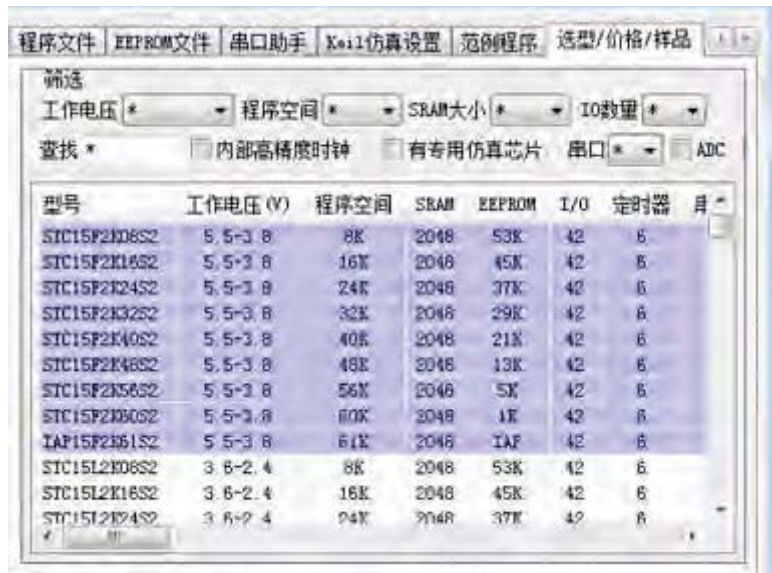 程序文件 EEPROM文件 串口助手 Keil仿真设置 范例程序 选型/价格/样品
筛选
工作电压 * 程序空间 * SRAM大小 * IO数量 *
查找 * 内部高精度时钟 有专用仿真芯片 串口 * ADC
型号 工作电压(V) 程序空间 SRAM EEPROM I/O 定时器
STC15F2K08S2 5.5-3.8 8K 2048 53K 42 6
STC15F2K16S2 5.5-3.8 16K 2048 45K 42 6
STC15F2K24S2 5.5-3.8 24K 2048 37K 42 6
STC15F2K32S2 5.5-3.8 32K 2048 29K 42 6
STC15F2K40S2 5.5-3.8 40K 2048 21K 42 6
STC15F2K48S2 5.5-3.8 48K 2048 13K 42 6
STC15F2K56S2 5.5-3.8 56K 2048 5K 42 6
STC15F2K60S2 5.5-3.8 60K 2048 1K 42 6
IAP15F2K61S2 5.5-3.8 61K 2048 IAP 42 6
STC15L2K08S2 3.6-2.4 8K 2048 53K 42 6
STC15L2K16S2 3.6-2.4 16K 2048 45K 42 6
STC15L2K24S2 3.6-2.4 24K 2048 37K 42 6